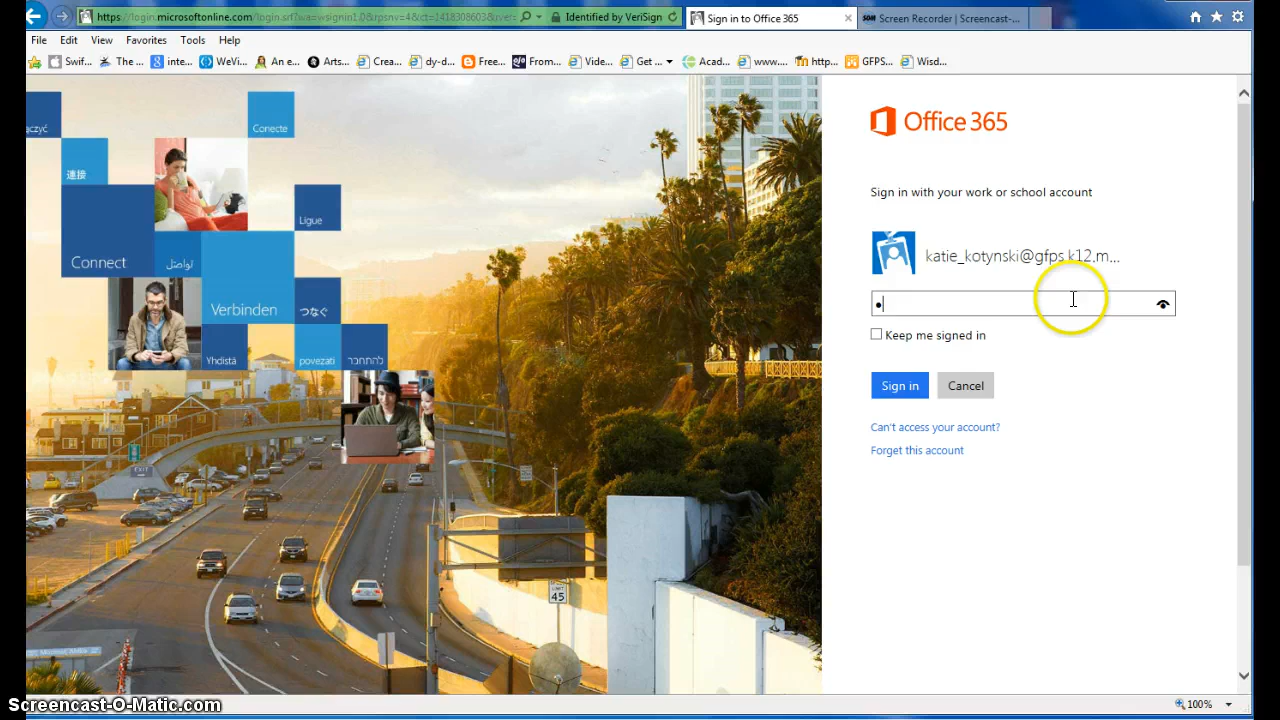 https://login.microsoftonline.com/login.srf?wa=wsignin1.0&rpsnv=4&ct=1418308603&rver:
Identified by VeriSign
Sign in to Office 365
Screen Recorder | Screencast-...
File Edit View Favorites Tools Help
Swif... The ... inte... WeVi... An e... Arts... Crea... dy-d... Free... From... Vide... Get ... Acad... www.... http... GFPS... Wisd...
Conecte
連接
Ligue
Connect
تواصل
Verbinden
つなぐ
Yhdistä
povezati
להתחבר
EXIT
LIMIT
45
Office 365
Sign in with your work or school account
katie_kotynski@gfps.k12.m...
Keep me signed in
Sign in
Cancel
Can't access your account?
Forget this account
Screencast-O-Matic.com
100%